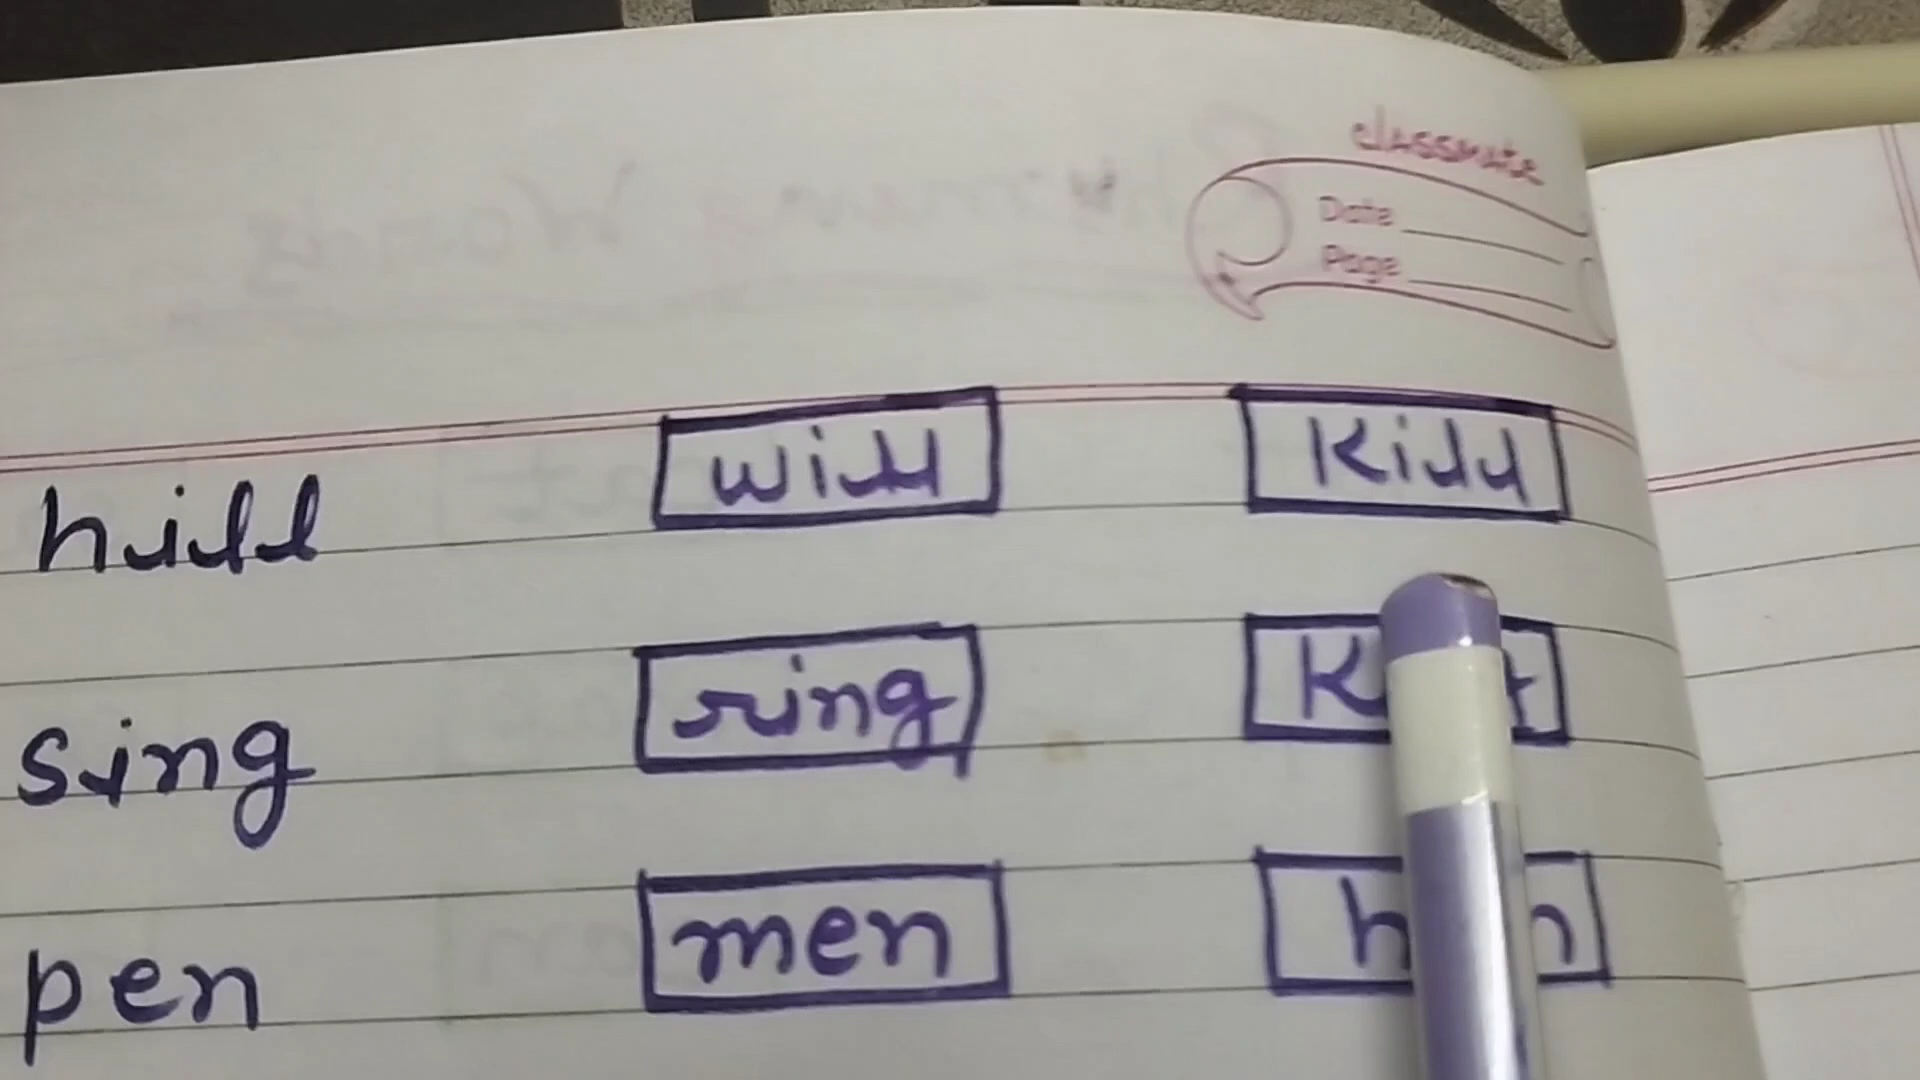 classmate
Date
Page
hill will Kill
sing ring
pen men